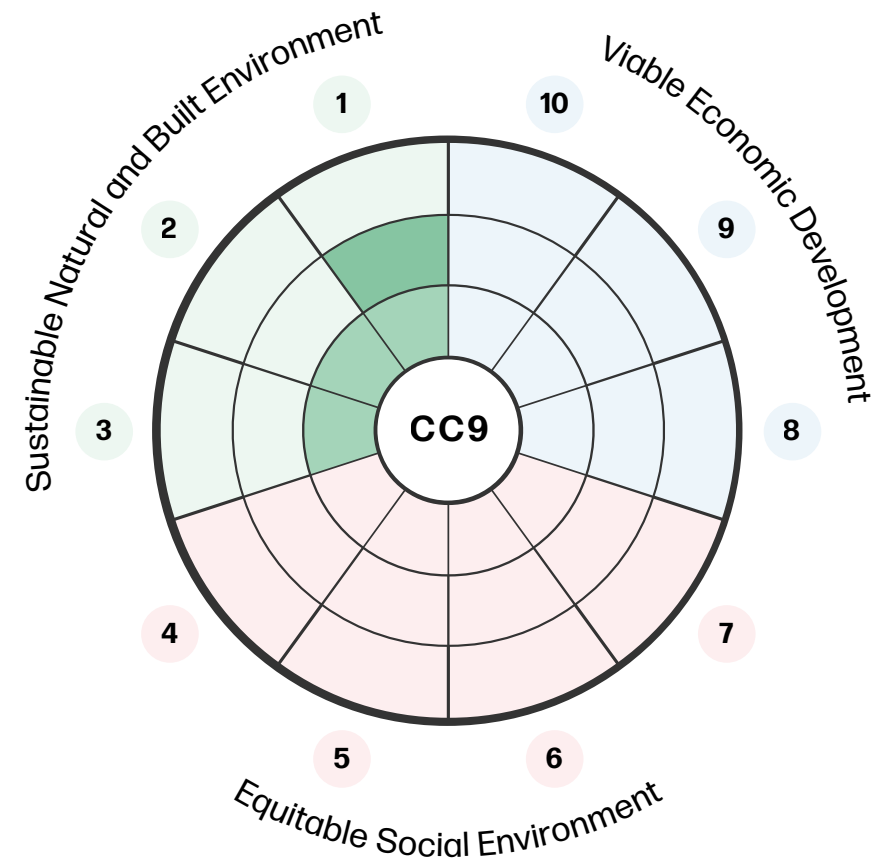 Sustainable Natural and Built Environment
Viable Economic Development
1
10
2
9
3
CC9
8
4
7
5
6
Equitable Social Environment